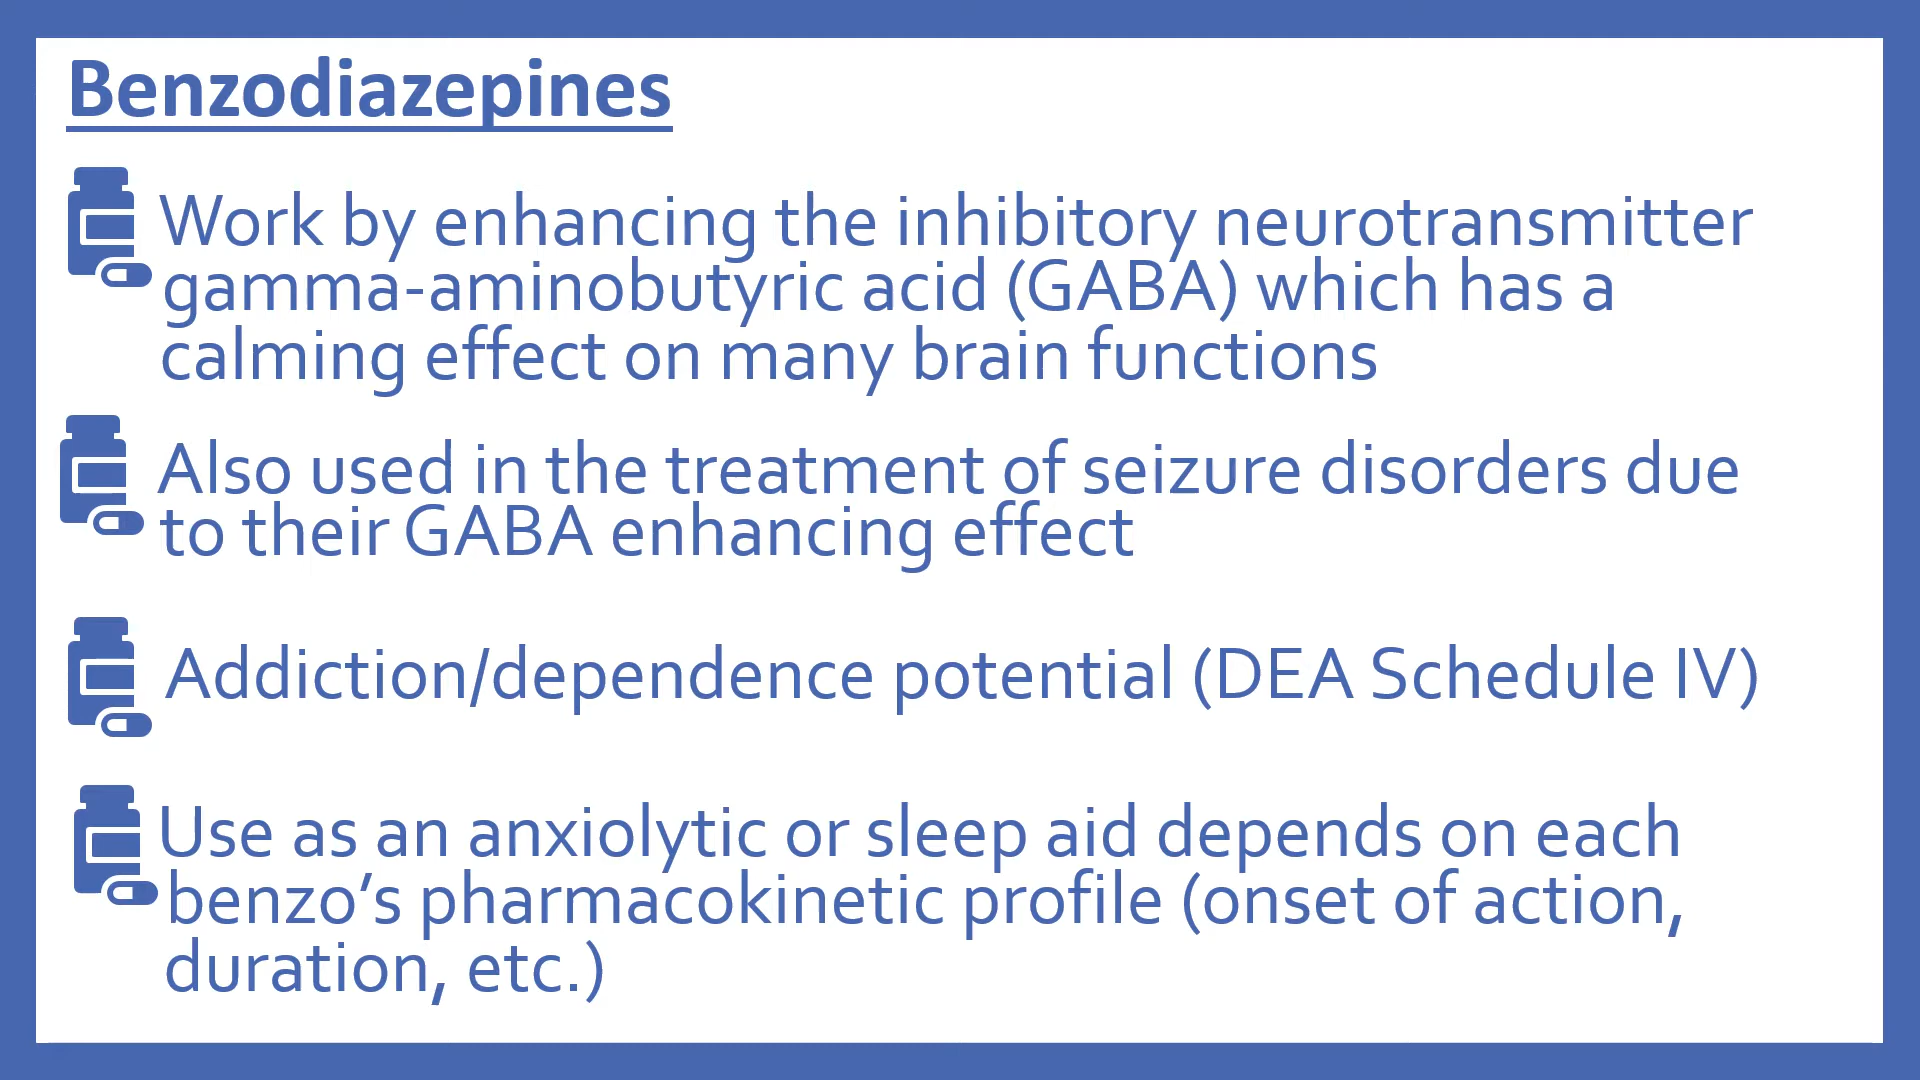 Benzodiazepines
Work by enhancing the inhibitory neurotransmitter
gamma-aminobutyric acid (GABA) which has a
calming effect on many brain functions
Also used in the treatment of seizure disorders due
to their GABA enhancing effect
Addiction/dependence potential (DEA Schedule IV)
Use as an anxiolytic or sleep aid depends on each
benzo’s pharmacokinetic profile (onset of action,
duration, etc.)